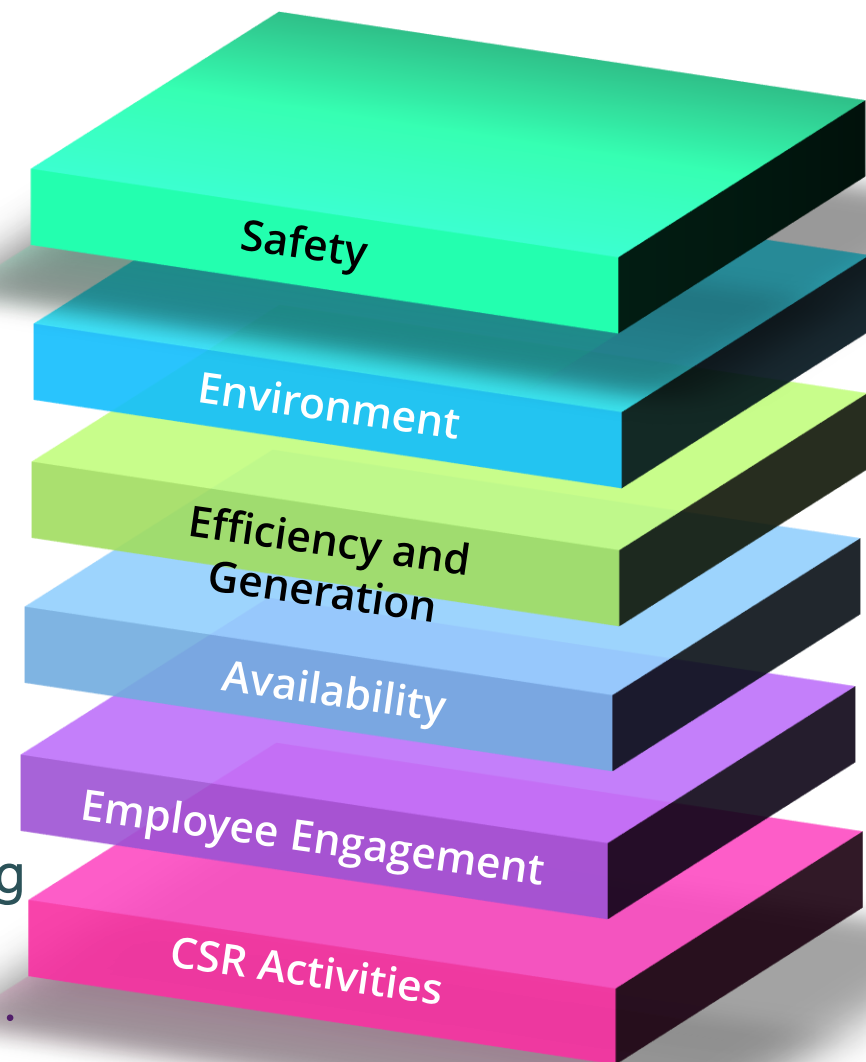 Safety
Environment
Efficiency and
Generation
Availability
Employee Engagement
g
CSR Activities
.